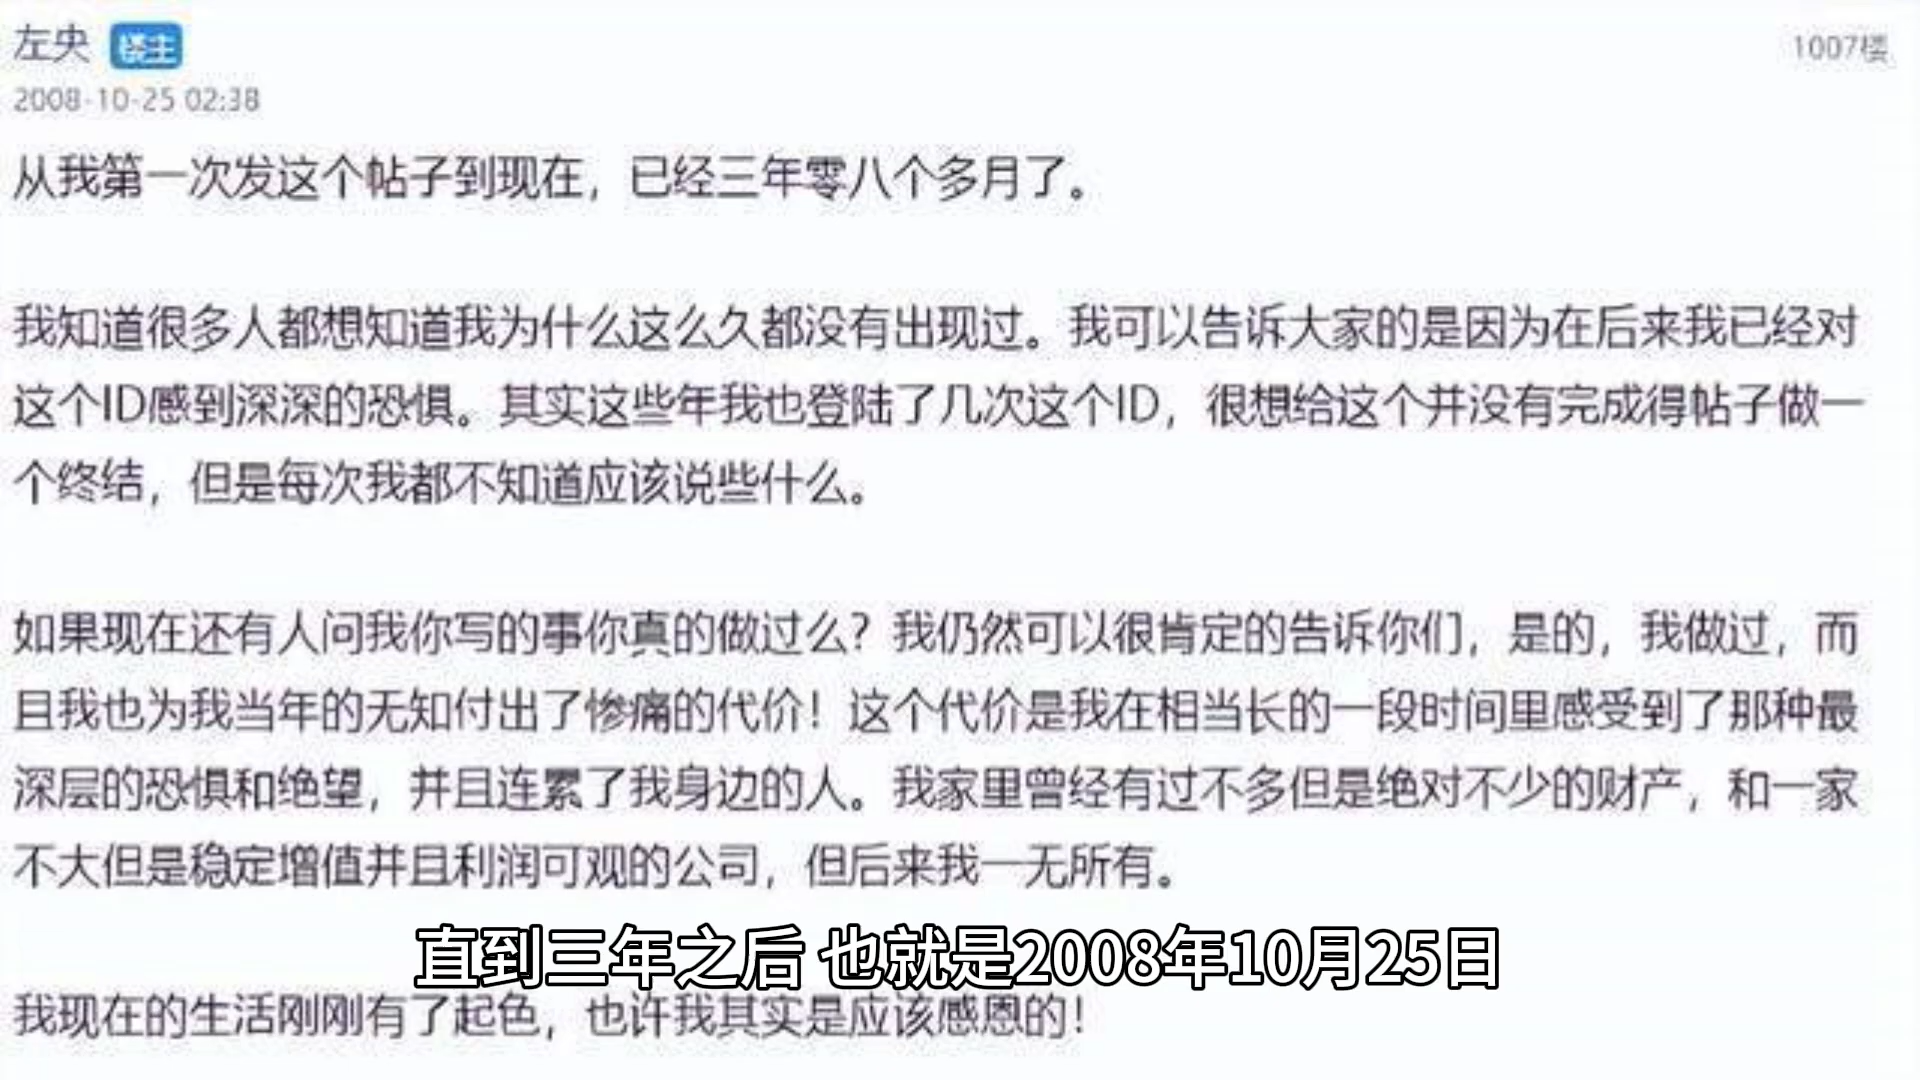 左央 楼主
1007楼
2008-10-25 02:38
从我第一次发这个帖子到现在，已经三年零八个多月了。
我知道很多人都想知道我为什么这么久都没有出现过。我可以告诉大家的是因为在后来我已经对
这个ID感到深深的恐惧。其实这些年我也登陆了几次这个ID，很想给这个并没有完成得帖子做一
个终结，但是每次我都不知道应该说些什么。
如果现在还有人问我你写的事你真的做过么？我仍然可以很肯定的告诉你们，是的，我做过，而
且我也为我当年的无知付出了惨痛的代价！这个代价是我在相当长的一段时间里感受到了那种最
深层的恐惧和绝望，并且连累了我身边的人。我家里曾经有过不多但是绝对不少的财产，和一家
不大但是稳定增值并且利润可观的公司，但后来我一无所有。
直到三年之后 也就是2008年10月25日
我现在的生活刚刚有了起色，也许我其实是应该感恩的！